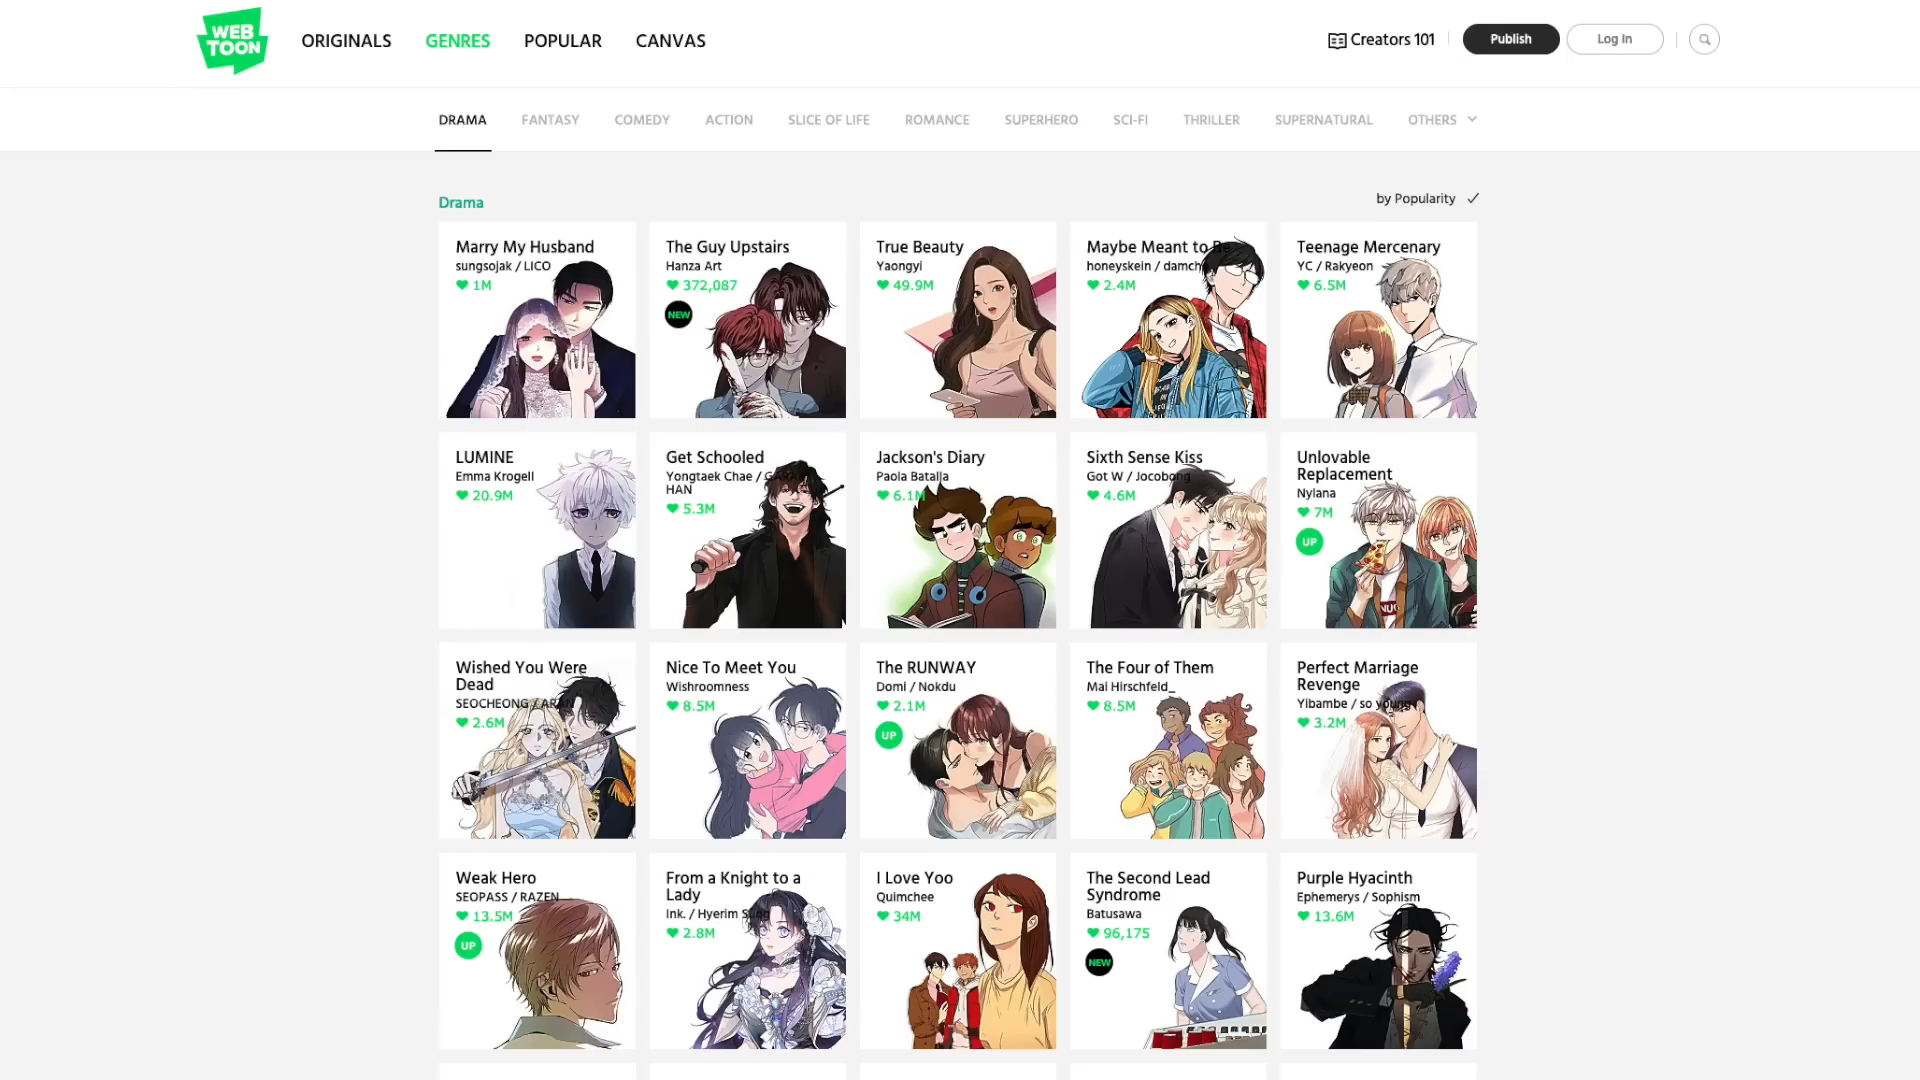 WEB
TOON
ORIGINALS
GENRES
POPULAR
CANVAS
Creators 101
Publish
Log In
DRAMA
FANTASY
COMEDY
ACTION
SLICE OF LIFE
ROMANCE
SUPERHERO
SCI-FI
THRILLER
SUPERNATURAL
OTHERS
Drama
by Popularity
Marry My Husband
sungsojak / LICO
1M
The Guy Upstairs
Hanza Art
372,087
NEW
True Beauty
Yaongyi
49.9M
Maybe Meant to Be
honeyskein / damch
2.4M
Teenage Mercenary
YC / Rakyeon
6.5M
LUMINE
Emma Krogell
20.9M
Get Schooled
Yongtaek Chae /
HAN
5.3M
Jackson's Diary
Paola Batalla
6.1M
Sixth Sense Kiss
Got W / Jocobong
4.6M
Unlovable
Replacement
Nylana
7M
UP
Wished You Were
Dead
SEOCHEONG / ARAN
2.6M
Nice To Meet You
Wishroomness
8.5M
The RUNWAY
Domi / Nokdu
2.1M
UP
The Four of Them
Mai Hirschfeld_
8.5M
Perfect Marriage
Revenge
Yibambe / so young
3.2M
Weak Hero
SEOPASS / RAZEN
13.5M
UP
From a Knight to a
Lady
Ink. / Hyerim Sung
2.8M
I Love Yoo
Quimchee
34M
The Second Lead
Syndrome
Batusawa
96,175
NEW
Purple Hyacinth
Ephemerys / Sophism
13.6M